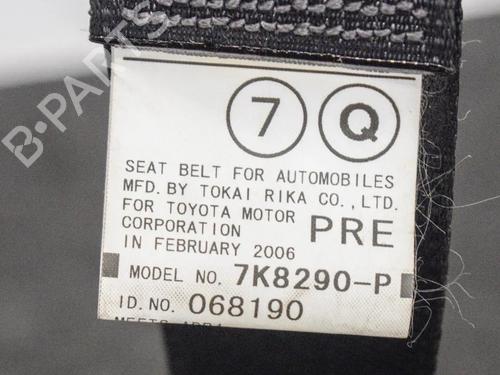 7 Q
SEAT BELT FOR AUTOMOBILES
MFD. BY TOKAI RIKA CO., LTD.
FOR TOYOTA MOTOR
CORPORATION PRE
IN FEBRUARY 2006
MODEL NO. 7K8290-P
ID. NO. 068190
B-PARTS